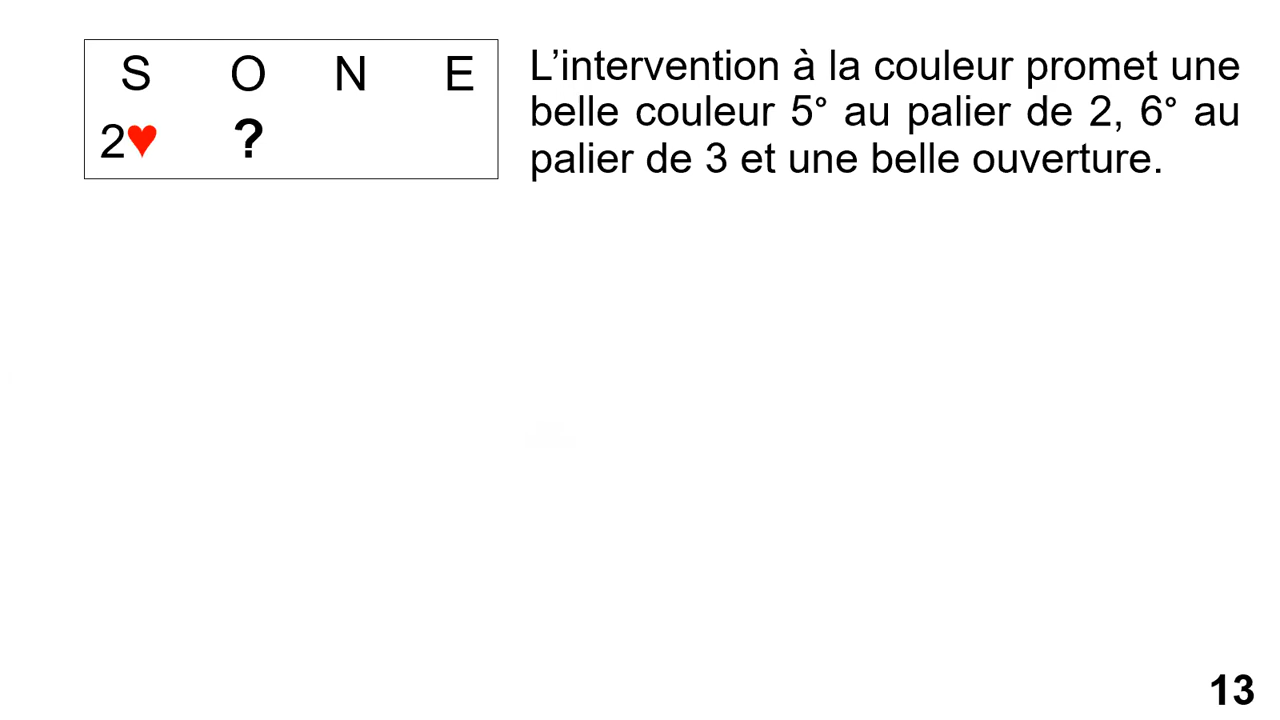 S O N E
2♥ ?
L’intervention à la couleur promet une
belle couleur 5° au palier de 2, 6° au
palier de 3 et une belle ouverture.
13